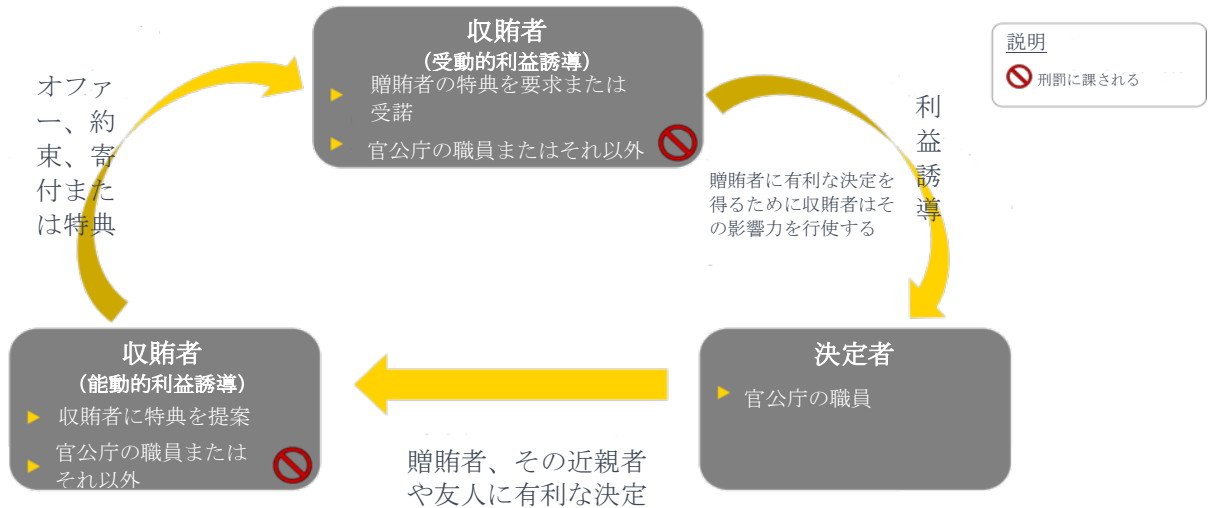 収賄者
（受動的利益誘導）
贈賄者の特典を要求または
受諾
官公庁の職員またはそれ以外
説明
刑罰に課される
オファ
ー、約
束、寄
付また
は特典
利
益
誘
導
贈賄者に有利な決定を
得るために収賄者はそ
の影響力を行使する
収賄者
（能動的利益誘導）
収賄者に特典を提案
官公庁の職員または
それ以外
決定者
官公庁の職員
贈賄者、その近親者
や友人に有利な決定